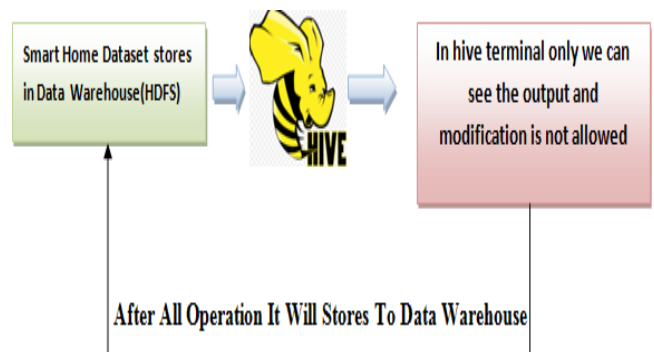 Smart Home Dataset stores
in Data Warehouse(HDFS)
HIVE
In hive terminal only we can
see the output and
modification is not allowed
After All Operation It Will Stores To Data Warehouse